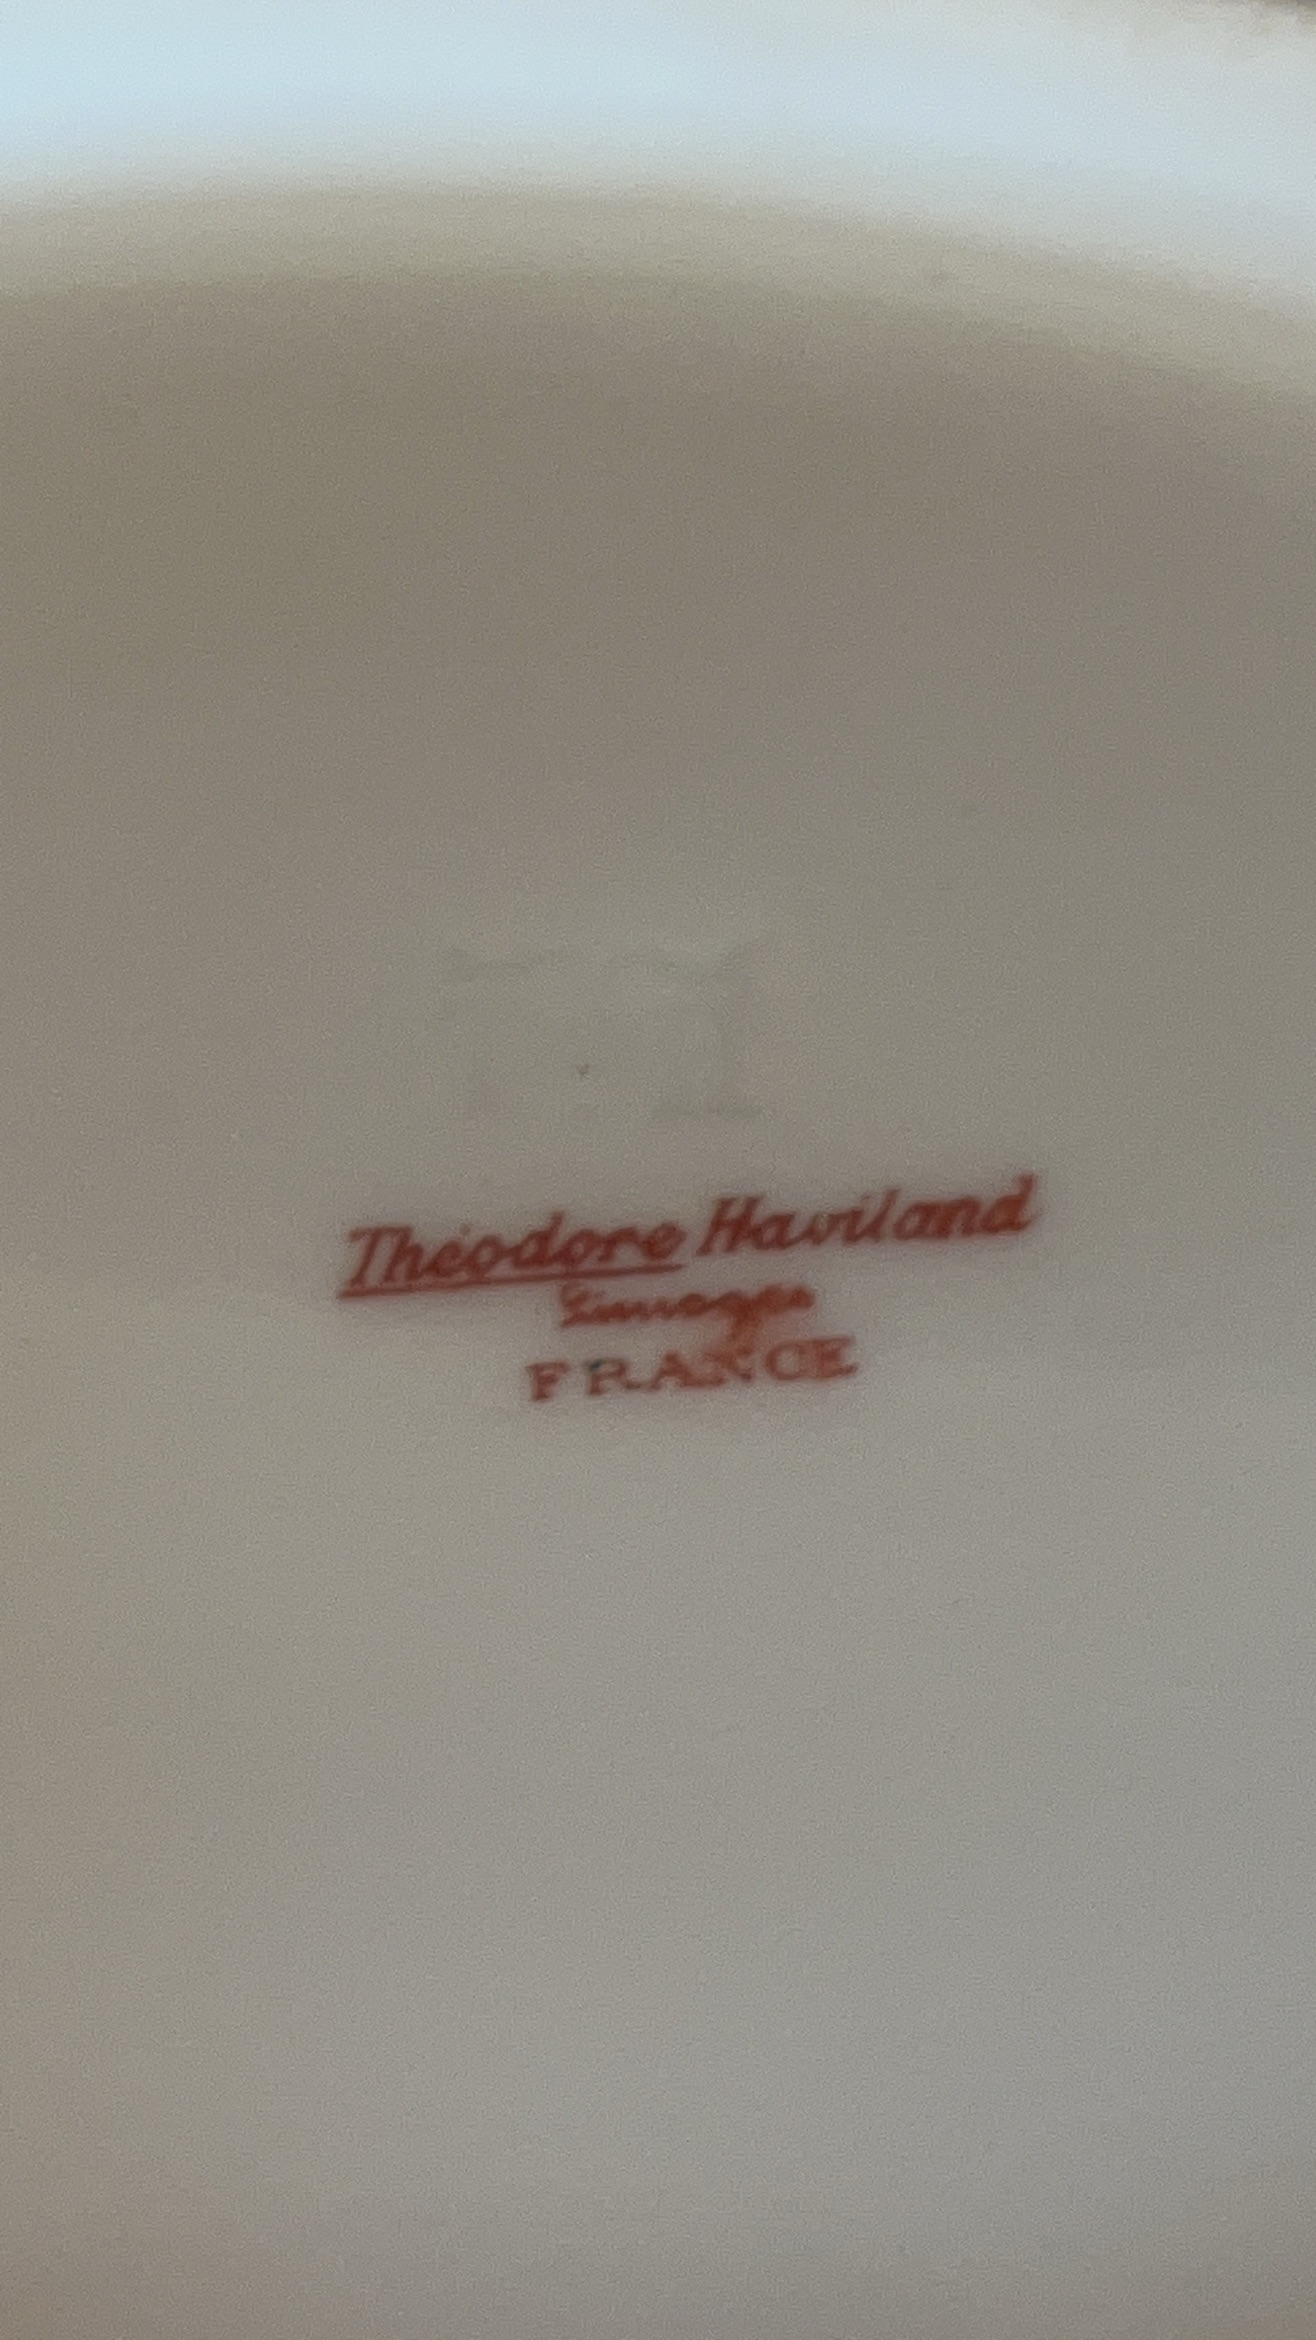 Théodore Haviland
Limoges
FRANCE